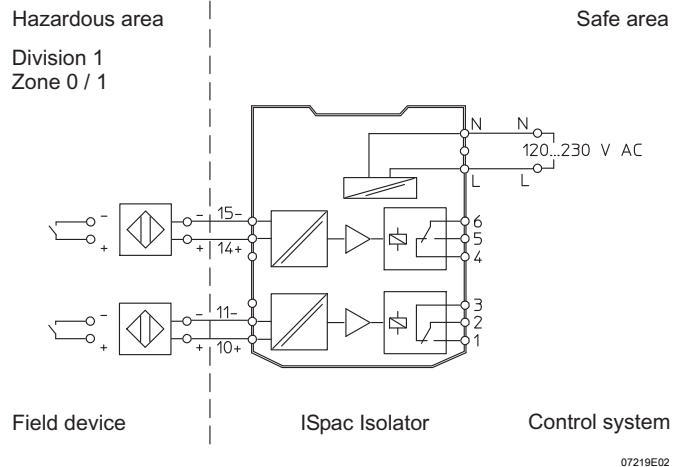 Hazardous area
Safe area
Division 1
Zone 0 / 1
N N
120...230 V AC
L L
- - 15-
+ + 14+
6
5
4
- - 11-
+ + 10+
3
2
1
Field device
ISpac Isolator
Control system
07219E02